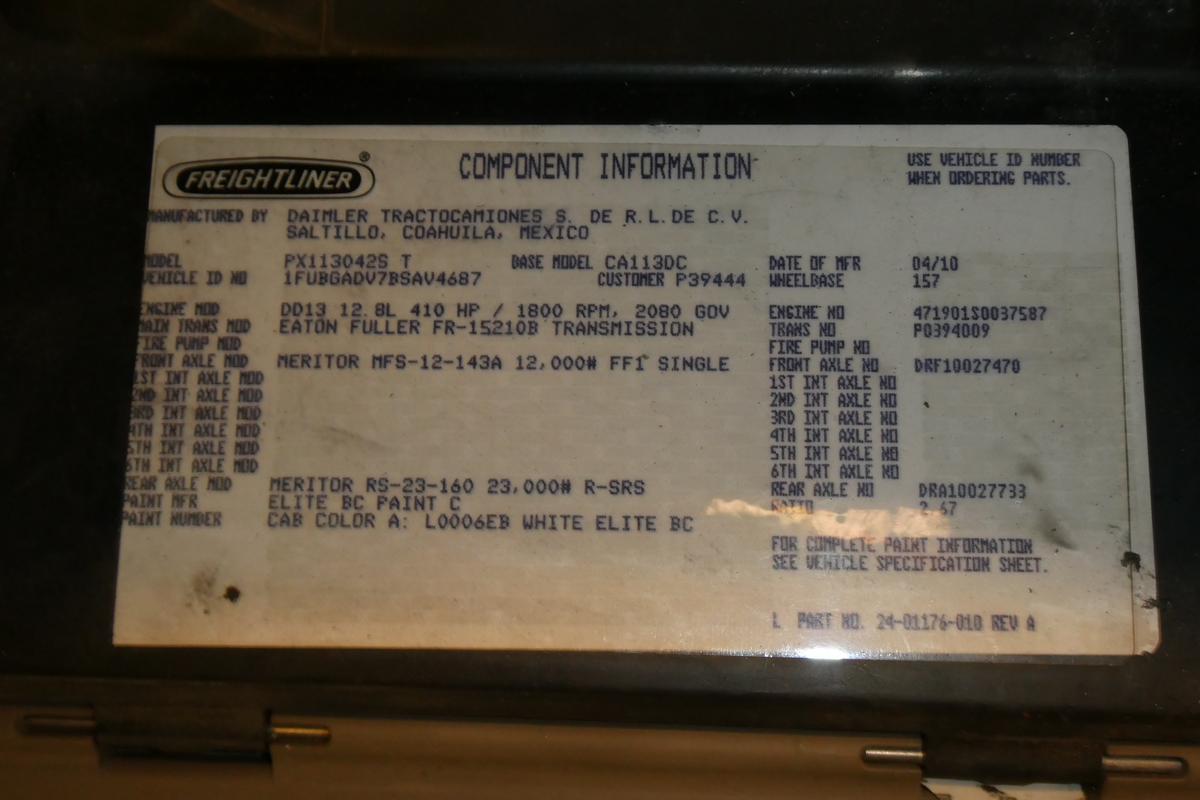 FREIGHTLINER®
COMPONENT INFORMATION
USE VEHICLE ID NUMBER
WHEN ORDERING PARTS.
MANUFACTURED BY DAIMLER TRACTOCAMIONES S. DE R.L.DE C.V.
SALTILLO, COAHUILA, MEXICO
MODEL PX113042S T BASE MODEL CA113DC DATE OF MFR 04/10
VEHICLE ID NO 1FUBGADV7BSAV4687 CUSTOMER P39444 WHEELBASE 157
ENGINE MOD DD13 12.8L 410 HP / 1800 RPM, 2080 GOV ENGINE NO 471901S0037587
MAIN TRANS MOD EATON FULLER FR-15210B TRANSMISSION TRANS NO P0394009
FIRE PUMP MOD FIRE PUMP NO
FRONT AXLE MOD MERITOR MFS-12-143A 12,000# FF1 SINGLE FRONT AXLE NO DRF10027470
1ST INT AXLE MOD 1ST INT AXLE NO
2ND INT AXLE MOD 2ND INT AXLE NO
3RD INT AXLE MOD 3RD INT AXLE NO
4TH INT AXLE MOD 4TH INT AXLE NO
5TH INT AXLE MOD 5TH INT AXLE NO
6TH INT AXLE MOD 6TH INT AXLE NO
REAR AXLE MOD MERITOR RS-23-160 23,000# R-SRS REAR AXLE NO DRA10027733
PAINT MFR ELITE BC PAINT C RATIO 2.67
PAINT NUMBER CAB COLOR A: L0006EB WHITE ELITE BC
FOR COMPLETE PAINT INFORMATION
SEE VEHICLE SPECIFICATION SHEET.
L PART NO. 24-01176-010 REV A